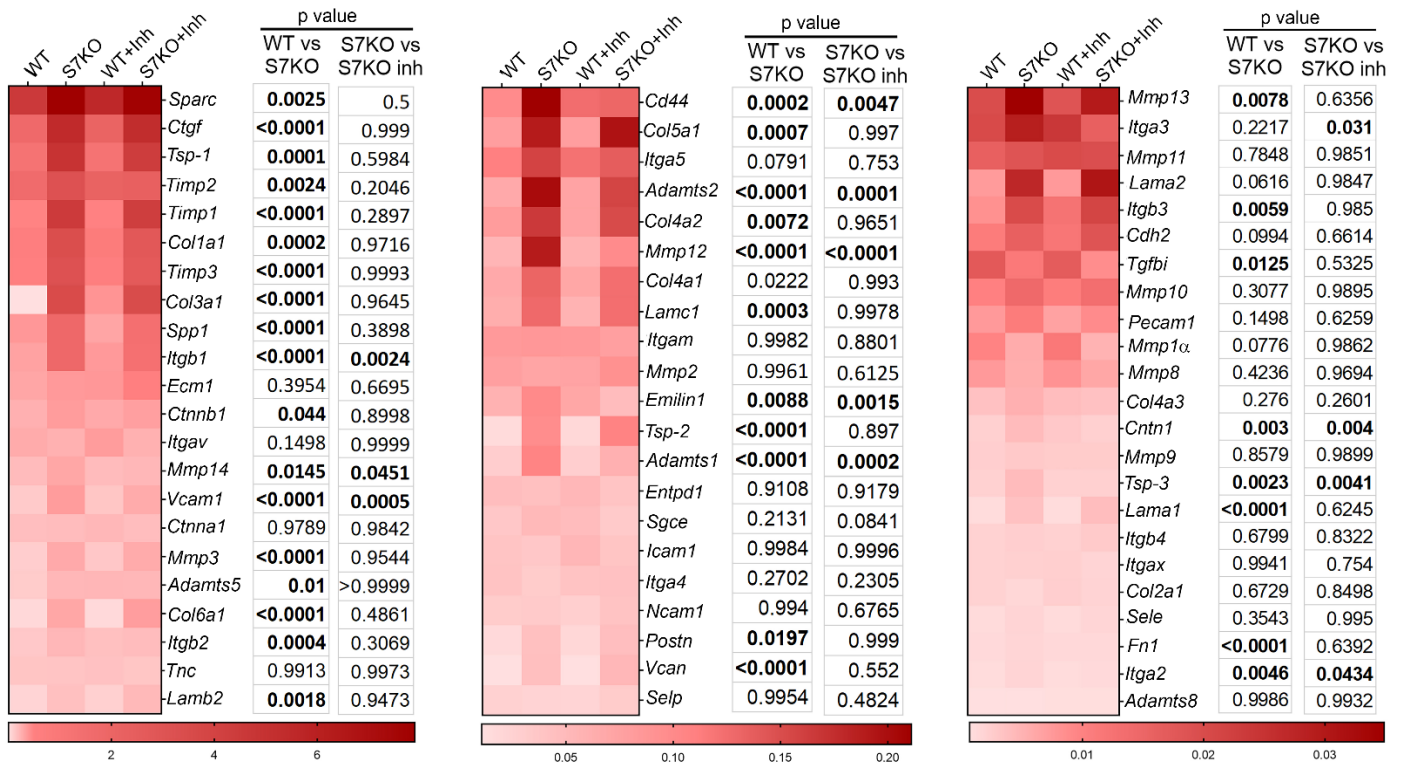 p value
WT vs S7KO
S7KO vs S7KO inh
WT S7KO WT+Inh S7KO+Inh
Sparc 0.0025 0.5
Ctgf <0.0001 0.999
Tsp-1 0.0001 0.5984
Timp2 0.0024 0.2046
Timp1 <0.0001 0.2897
Col1a1 0.0002 0.9716
Timp3 <0.0001 0.9993
Col3a1 <0.0001 0.9645
Spp1 <0.0001 0.3898
Itgb1 <0.0001 0.0024
Ecm1 0.3954 0.6695
Ctnnb1 0.044 0.8998
Itgav 0.1498 0.9999
Mmp14 0.0145 0.0451
Vcam1 <0.0001 0.0005
Ctnna1 0.9789 0.9842
Mmp3 <0.0001 0.9544
Adamts5 0.01 >0.9999
Col6a1 <0.0001 0.4861
Itgb2 0.0004 0.3069
Tnc 0.9913 0.9973
Lamb2 0.0018 0.9473
2 4 6
p value
WT vs S7KO
S7KO vs S7KO inh
WT S7KO WT+Inh S7KO+Inh
Cd44 0.0002 0.0047
Col5a1 0.0007 0.997
Itga5 0.0791 0.753
Adamts2 <0.0001 0.0001
Col4a2 0.0072 0.9651
Mmp12 <0.0001 <0.0001
Col4a1 0.0222 0.993
Lamc1 0.0003 0.9978
Itgam 0.9982 0.8801
Mmp2 0.9961 0.6125
Emilin1 0.0088 0.0015
Tsp-2 <0.0001 0.897
Adamts1 <0.0001 0.0002
Entpd1 0.9108 0.9179
Sgce 0.2131 0.0841
Icam1 0.9984 0.9996
Itga4 0.2702 0.2305
Ncam1 0.994 0.6765
Postn 0.0197 0.999
Vcan <0.0001 0.552
Selp 0.9954 0.4824
0.05 0.10 0.15 0.20
p value
WT vs S7KO
S7KO vs S7KO inh
WT S7KO WT+Inh S7KO+Inh
Mmp13 0.0078 0.6356
Itga3 0.2217 0.031
Mmp11 0.7848 0.9851
Lama2 0.0616 0.9847
Itgb3 0.0059 0.985
Cdh2 0.0994 0.6614
Tgfbi 0.0125 0.5325
Mmp10 0.3077 0.9895
Pecam1 0.1498 0.6259
Mmp1α 0.0776 0.9862
Mmp8 0.4236 0.9694
Col4a3 0.276 0.2601
Cntn1 0.003 0.004
Mmp9 0.8579 0.9899
Tsp-3 0.0023 0.0041
Lama1 <0.0001 0.6245
Itgb4 0.6799 0.8322
Itgax 0.9941 0.754
Col2a1 0.6729 0.8498
Sele 0.3543 0.995
Fn1 <0.0001 0.6392
Itga2 0.0046 0.0434
Adamts8 0.9986 0.9932
0.01 0.02 0.03